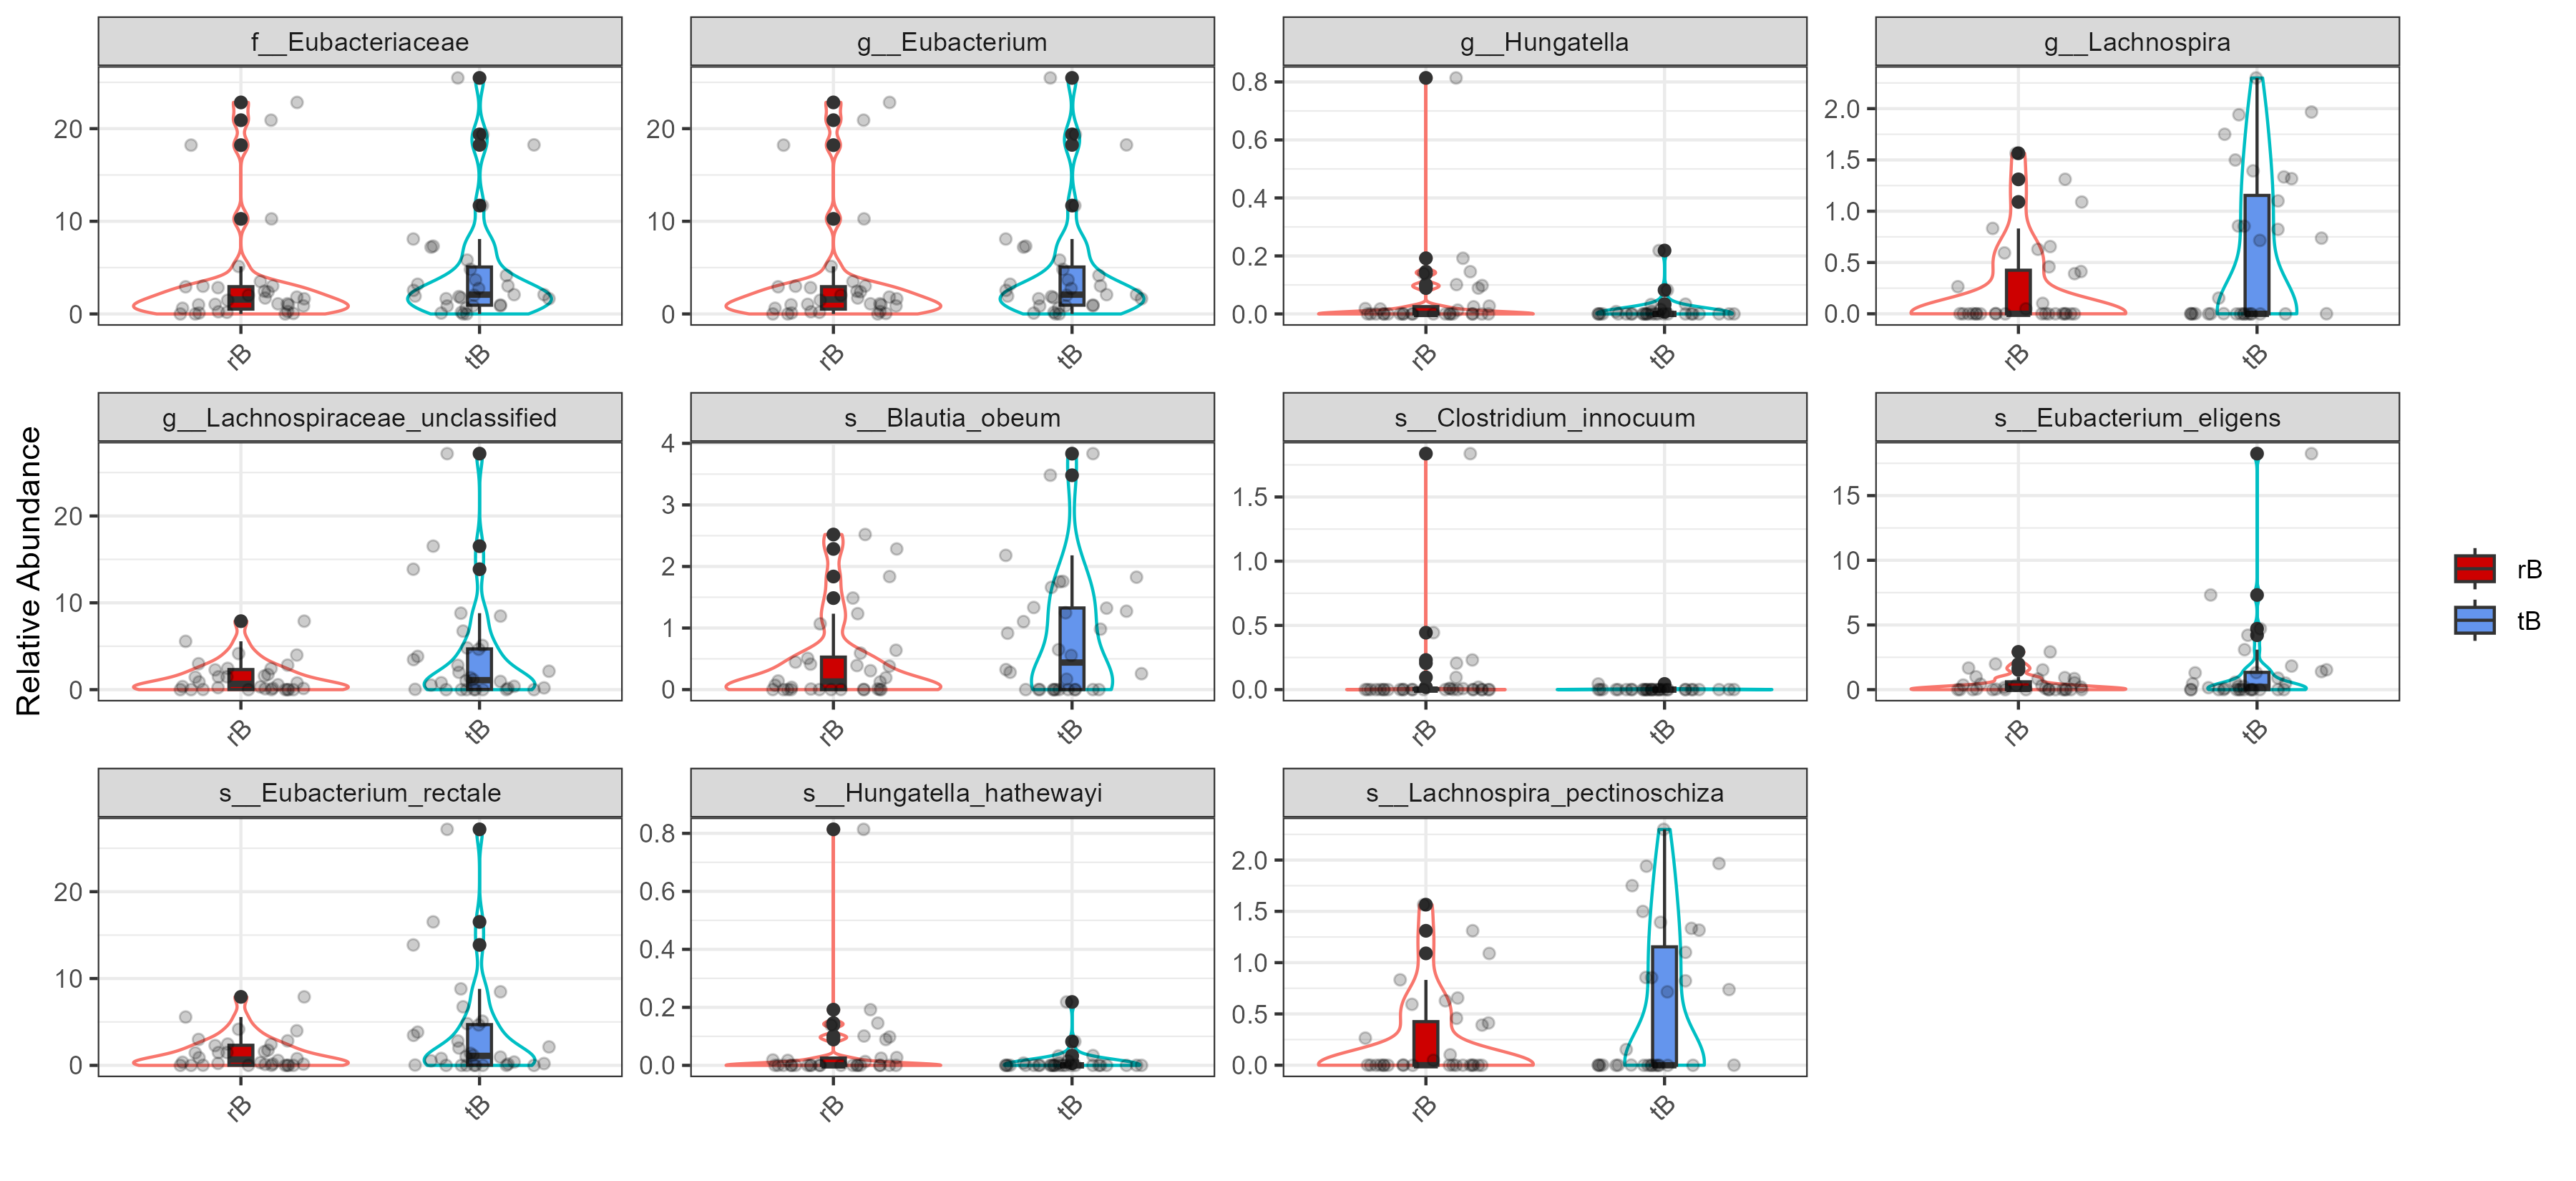 f__Eubacteriaceae
g__Eubacterium
g__Hungatella
g__Lachnospira
20
10
0
rB
tB
20
10
0
rB
tB
0.8
0.6
0.4
0.2
0.0
rB
tB
2.0
1.5
1.0
0.5
0.0
rB
tB
Relative Abundance
g__Lachnospiraceae_unclassified
s__Blautia_obeum
s__Clostridium_innocuum
s__Eubacterium_eligens
20
10
0
rB
tB
4
3
2
1
0
rB
tB
1.5
1.0
0.5
0.0
rB
tB
15
10
5
0
rB
tB
rB
tB
s__Eubacterium_rectale
s__Hungatella_hathewayi
s__Lachnospira_pectinoschiza
20
10
0
rB
tB
0.8
0.6
0.4
0.2
0.0
rB
tB
2.0
1.5
1.0
0.5
0.0
rB
tB